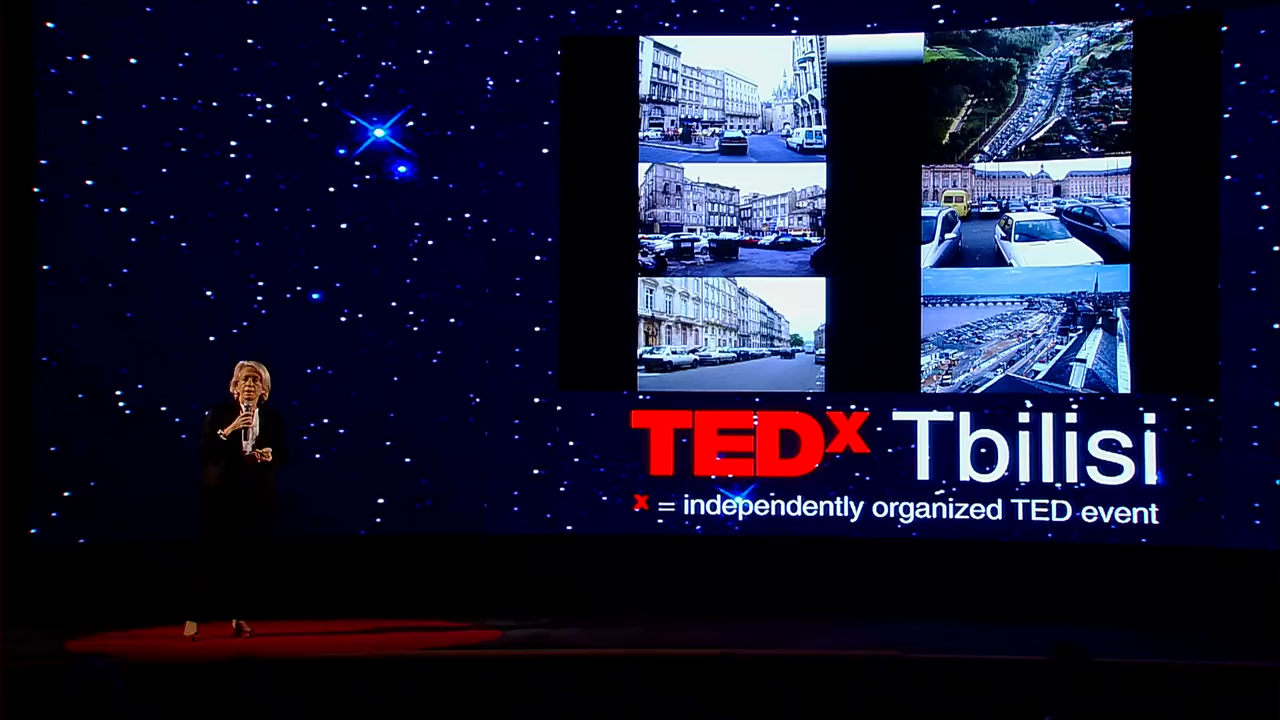 TEDx Tbilisi
x = independently organized TED event